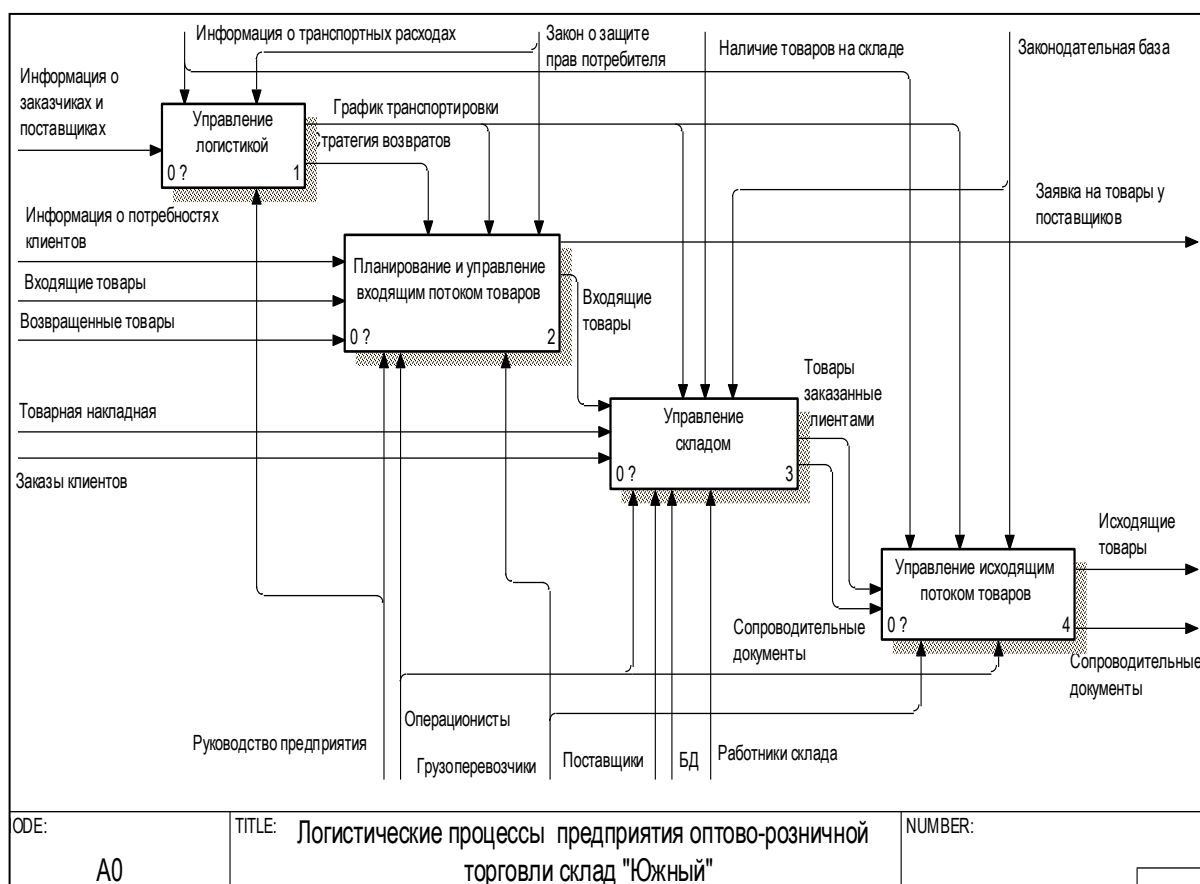 Информация о транспортных расходах
Закон о защите
прав потребителя
Наличие товаров на складе
Законодательная база
Информация о
заказчиках и
поставщиках
Управление
логистикой
0 ?
1
График транспортировки
тратегия возвратов
Заявка на товары у
поставщиков
Информация о потребностях
клиентов
Входящие товары
Возвращенные товары
Планирование и управление
входящим потоком товаров
0 ?
2
Входящие
товары
Товары
заказанные
лиентами
Товарная накладная
Заказы клиентов
Управление
складом
0 ?
3
Исходящие
товары
Управление исходящим
потоком товаров
0 ?
4
Сопроводительные
документы
Сопроводительные
документы
Операционисты
Руководство предприятия
Грузоперевозчики
Поставщики
БД
Работники склада
ODE:
A0
TITLE:
Логистические процессы предприятия оптово-розничной
торговли склад "Южный"
NUMBER: